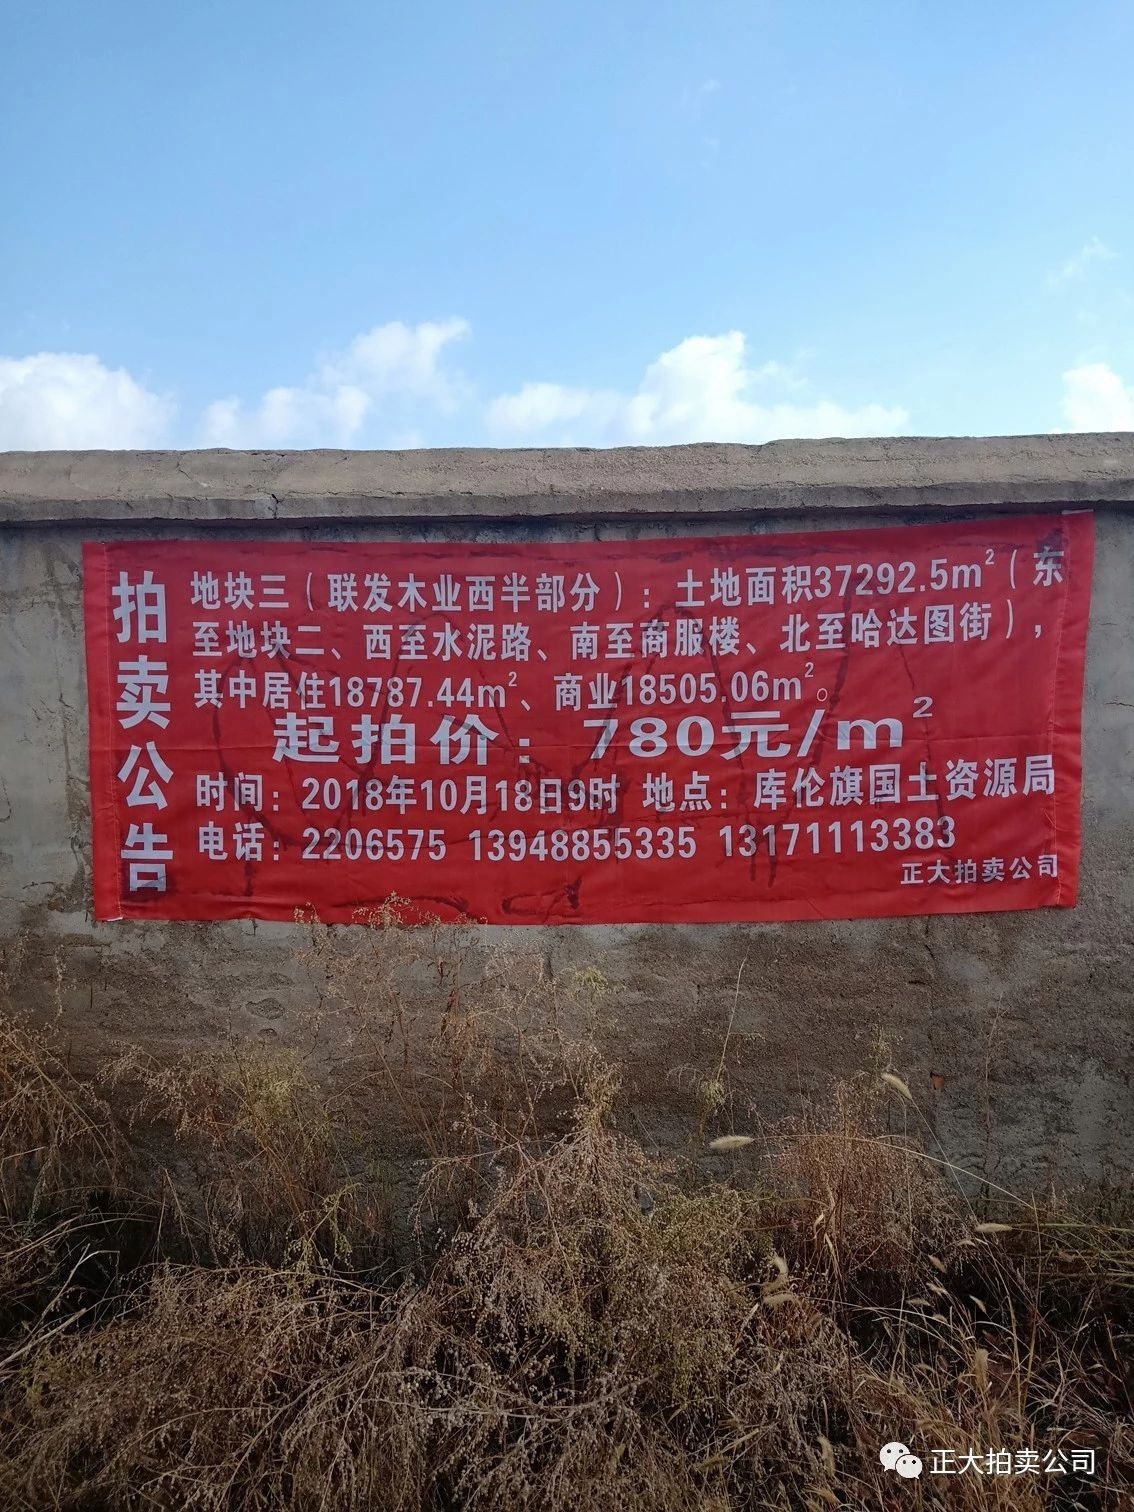 拍卖公告
地块三（联发木业西半部分）：土地面积37292.5m²（东
至地块二、西至水泥路、南至商服楼、北至哈达图街），
其中居住18787.44m²、商业18505.06m²。
起拍价：780元/m²
时间：2018年10月18日9时 地点：库伦旗国土资源局
电话：2206575 13948855335 13171113383
正大拍卖公司
正大拍卖公司